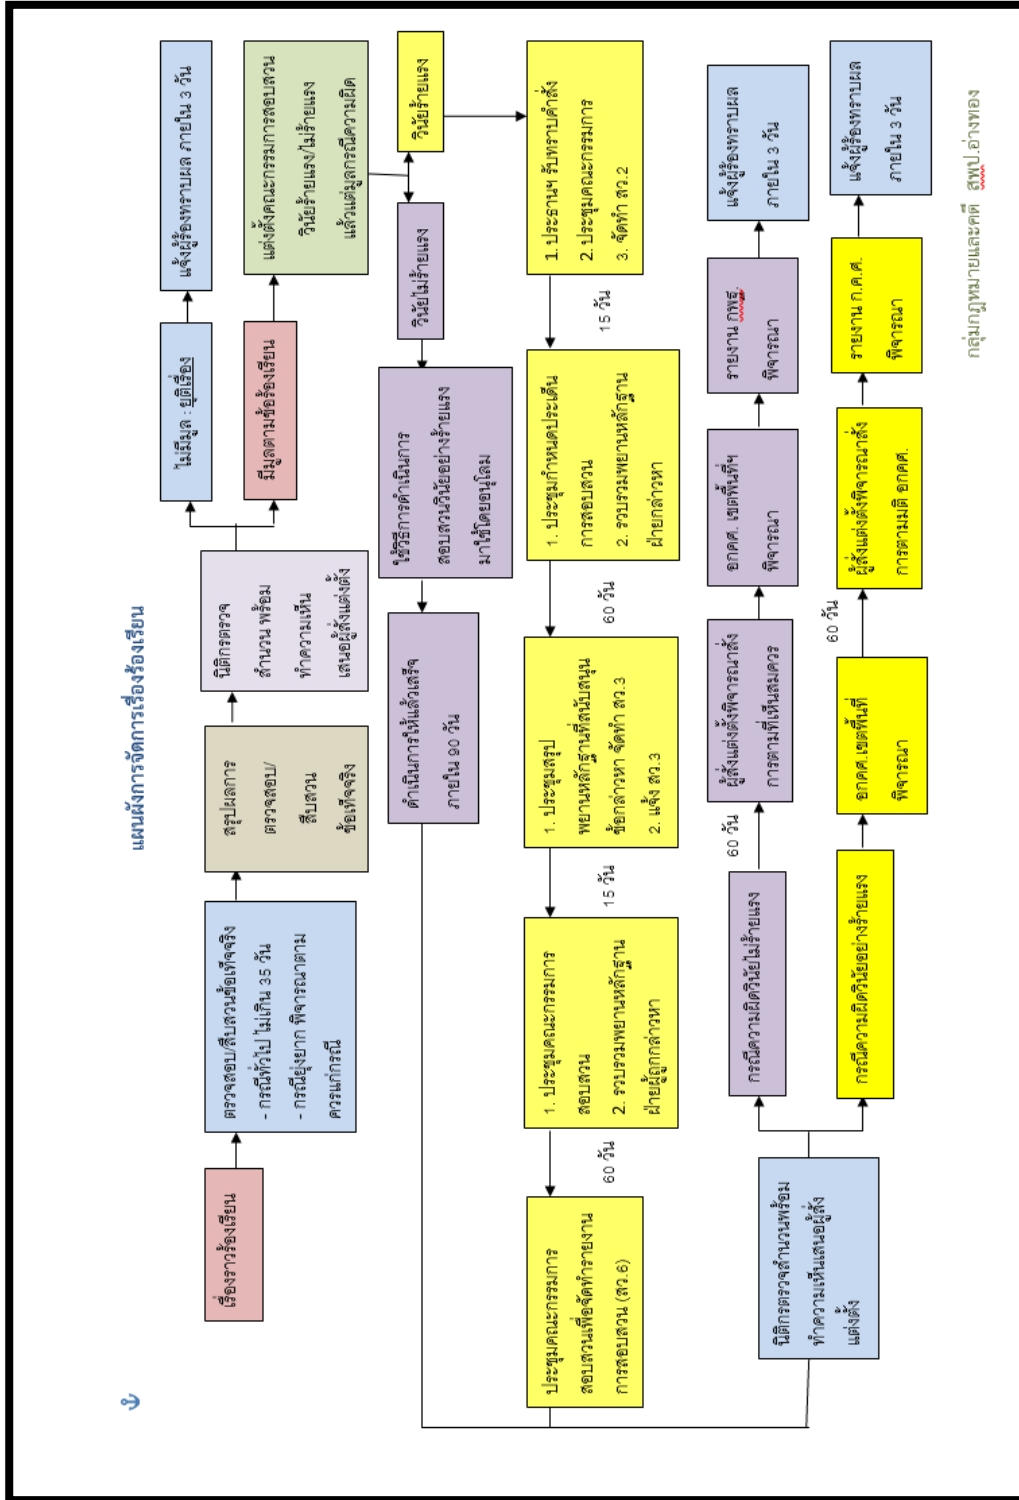 แผนผังการจัดการเรื่องร้องเรียน
เรื่องราวร้องเรียน
ตรวจสอบ/สืบสวนข้อเท็จจริง
- กรณีทั่วไป ไม่เกิน 35 วัน
- กรณียุ่งยาก พิจารณาตาม
ควรแก่กรณี
สรุปผลการ
ตรวจสอบ/
สืบสวน
ข้อเท็จจริง
นิติกรตรวจ
สำนวน พร้อม
ทำความเห็น
เสนอผู้สั่งแต่งตั้ง
ไม่มีมูล : ยุติเรื่อง
แจ้งผู้ร้องทราบผล ภายใน 3 วัน
มีมูลตามข้อร้องเรียน
แต่งตั้งคณะกรรมการสอบสวน
วินัยร้ายแรง/ไม่ร้ายแรง
แล้วแต่มูลกรณีความผิด
วินัยไม่ร้ายแรง
วินัยร้ายแรง
ใช้วิธีการดำเนินการ
สอบสวนวินัยอย่างร้ายแรง
มาใช้โดยอนุโลม
ดำเนินการให้แล้วเสร็จ
ภายใน 90 วัน
1. ประธานฯ รับทราบคำสั่ง
2. ประชุมคณะกรรมการ
3. จัดทำ สว.2
15 วัน
1. ประชุมกำหนดประเด็น
การสอบสวน
2. รวบรวมพยานหลักฐาน
ฝ่ายกล่าวหา
60 วัน
1. ประชุมสรุป
พยานหลักฐานที่สนับสนุน
ข้อกล่าวหา จัดทำ สว.3
2. แจ้ง สว.3
15 วัน
1. ประชุมคณะกรรมการ
สอบสวน
2. รวบรวมพยานหลักฐาน
ฝ่ายผู้ถูกกล่าวหา
60 วัน
ประชุมคณะกรรมการ
สอบสวนเพื่อจัดทำรายงาน
การสอบสวน (สว.6)
นิติกรตรวจสำนวนพร้อม
ทำความเห็นเสนอผู้สั่ง
แต่งตั้ง
กรณีความผิดวินัยไม่ร้ายแรง
60 วัน
ผู้สั่งแต่งตั้งพิจารณาสั่ง
การตามที่เห็นสมควร
อกคศ. เขตพื้นที่ฯ
พิจารณา
รายงาน กพฐ.
พิจารณา
แจ้งผู้ร้องทราบผล
ภายใน 3 วัน
กรณีความผิดวินัยอย่างร้ายแรง
อกคศ.เขตพื้นที่
พิจารณา
60 วัน
ผู้สั่งแต่งตั้งพิจารณาสั่ง
การตามมติ อกคศ.
รายงาน ก.ค.ศ.
พิจารณา
แจ้งผู้ร้องทราบผล
ภายใน 3 วัน
กลุ่มกฎหมายและคดี สพป.อ่างทอง